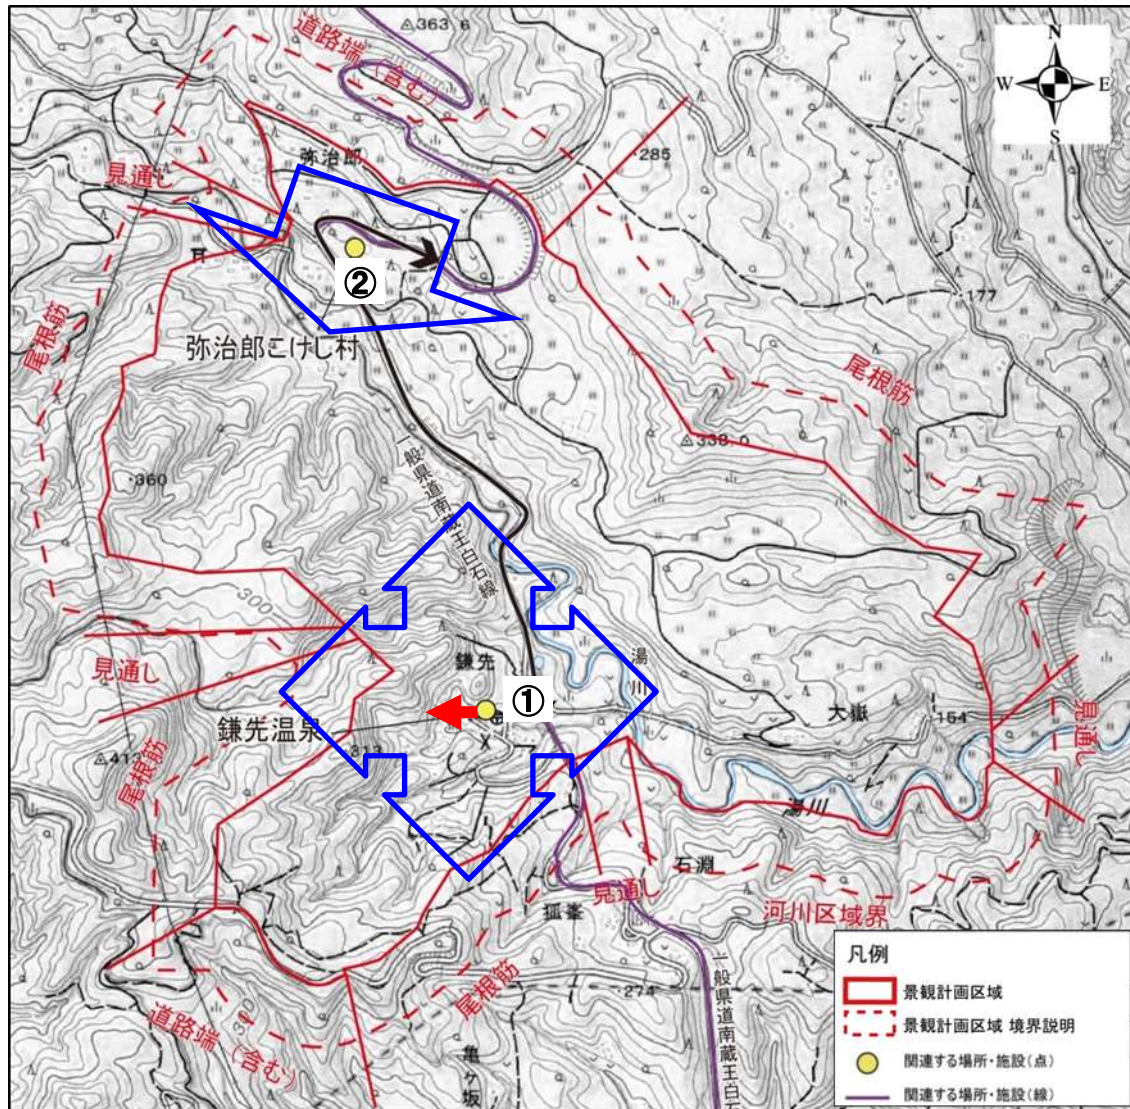 363.6
道路端(含む)
N
W
E
S
弥治郎
285
見通し
②
177
尾根筋
弥治郎こけし村
尾根筋
338.0
一般県道南蔵王白石線
360
300
見通し
鎌先
湯川
①
大嶽
154
鎌先温泉
313
見通し
尾根筋
湯川
石淵
見通し
狐峯
河川区域界
尾根筋
274
一般県道南蔵王白石
道路端(含む)
亀ヶ坂
凡例
景観計画区域
景観計画区域 境界説明
関連する場所・施設(点)
関連する場所・施設(線)